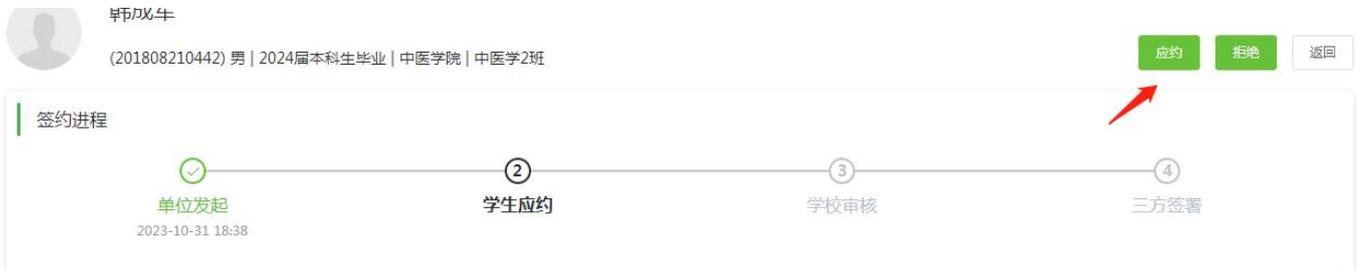 (201808210442) 男 | 2024届本科生毕业 | 中医学院 | 中医学2班
应约 拒绝 返回
签约进程
2 3 4
单位发起 学生应约 学校审核 三方签署
2023-10-31 18:38